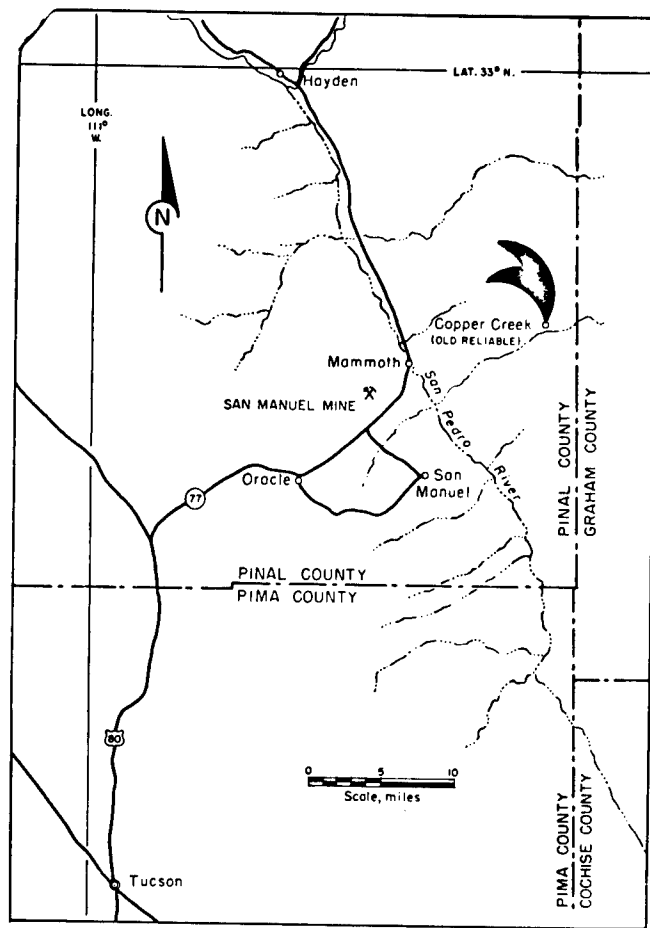 Hayden
LAT. 33° N.
LONG.
111°
W.
N
Copper Creek
(OLD RELIABLE)
Mammoth
SAN MANUEL MINE
San Pedro River
Oracle
San
Manuel
77
PINAL COUNTY
GRAHAM COUNTY
PINAL COUNTY
PIMA COUNTY
80
0 5 10
Scale, miles
PIMA COUNTY
COCHISE COUNTY
Tucson